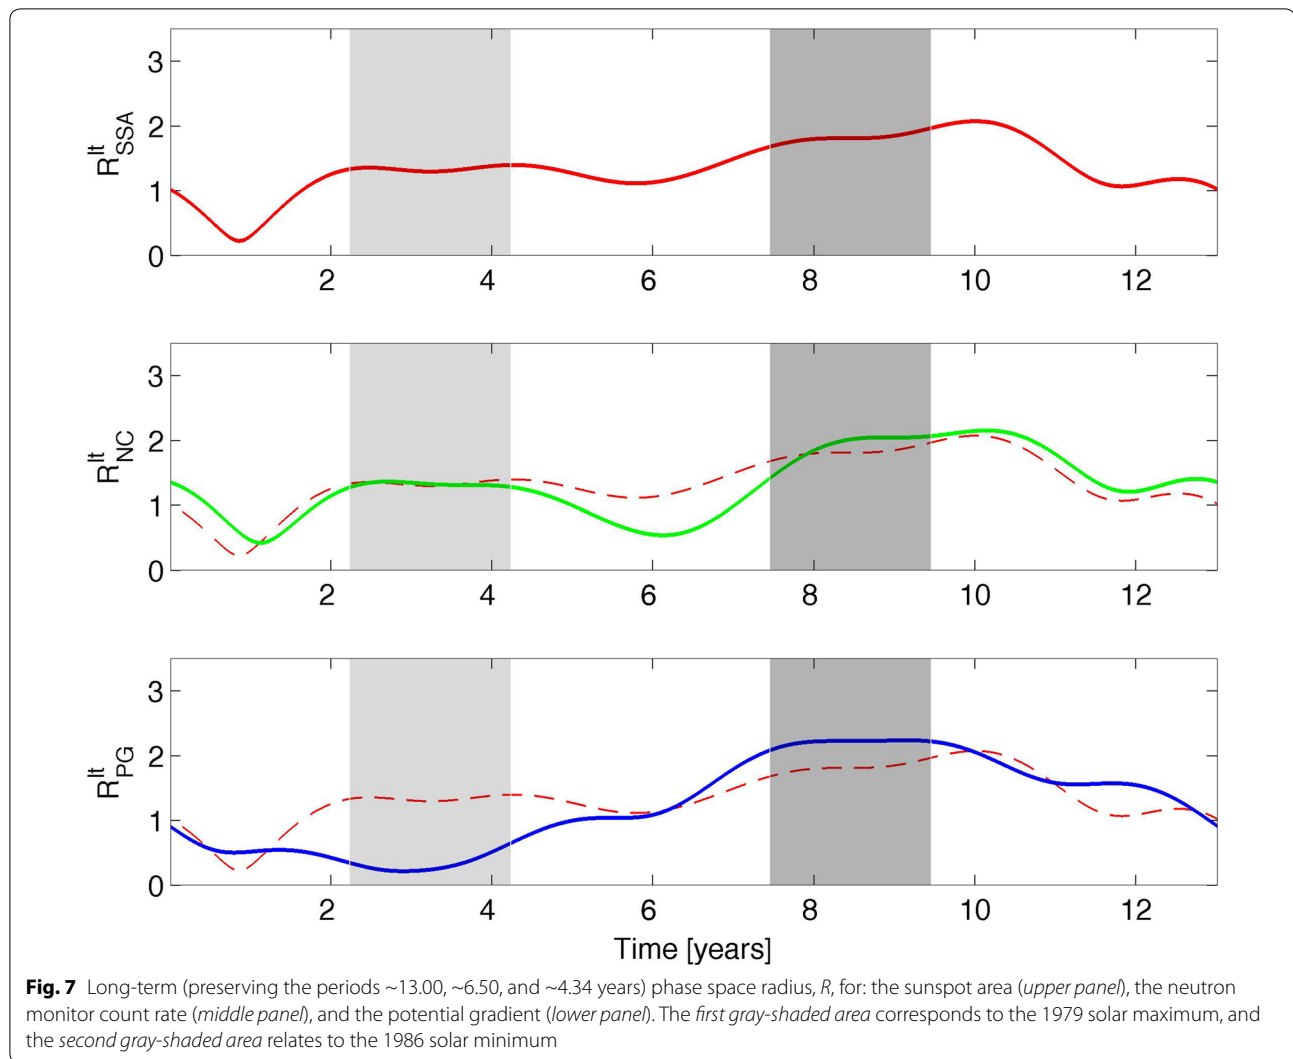 3
2
1
0
R^lt_SSA
2 4 6 8 10 12
3
2
1
0
R^lt_NC
2 4 6 8 10 12
3
2
1
0
R^lt_PG
2 4 6 8 10 12
Time [years]
Fig. 7 Long-term (preserving the periods ~13.00, ~6.50, and ~4.34 years) phase space radius, R, for: the sunspot area (upper panel), the neutron
monitor count rate (middle panel), and the potential gradient (lower panel). The first gray-shaded area corresponds to the 1979 solar maximum, and
the second gray-shaded area relates to the 1986 solar minimum